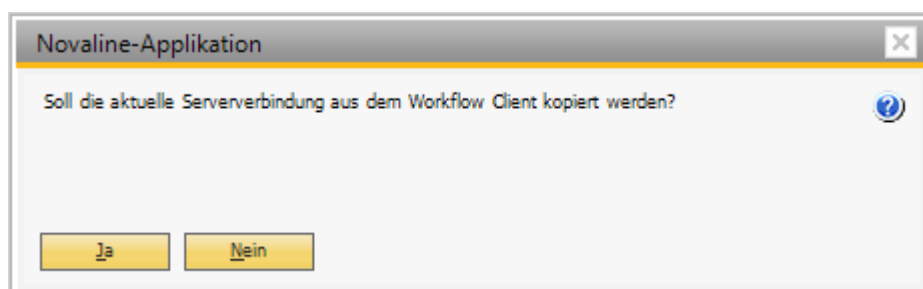 Novaline-Applikation
Soll die aktuelle Serververbindung aus dem Workflow Client kopiert werden?
Ja
Nein